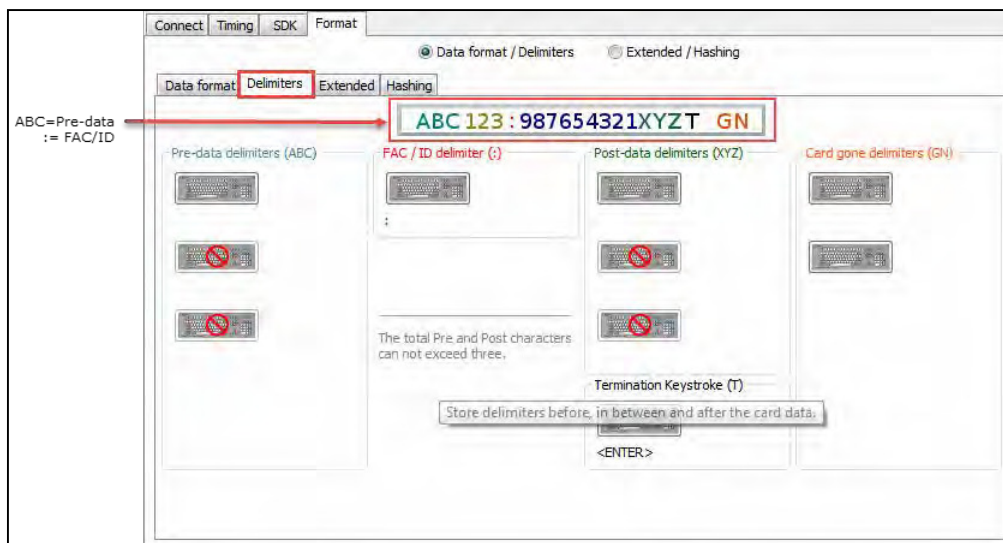 Connect Timing SDK Format
Data format / Delimiters Extended / Hashing
Data format Delimiters Extended Hashing
ABC=Pre-data
:= FAC/ID
ABC 123 : 987654321XYZT GN
Pre-data delimiters (ABC) FAC / ID delimiter (:) Post-data delimiters (XYZ) Card gone delimiters (GN)
:
The total Pre and Post characters
can not exceed three.
Termination Keystroke (T)
Store delimiters before, in between and after the card data.
<ENTER>